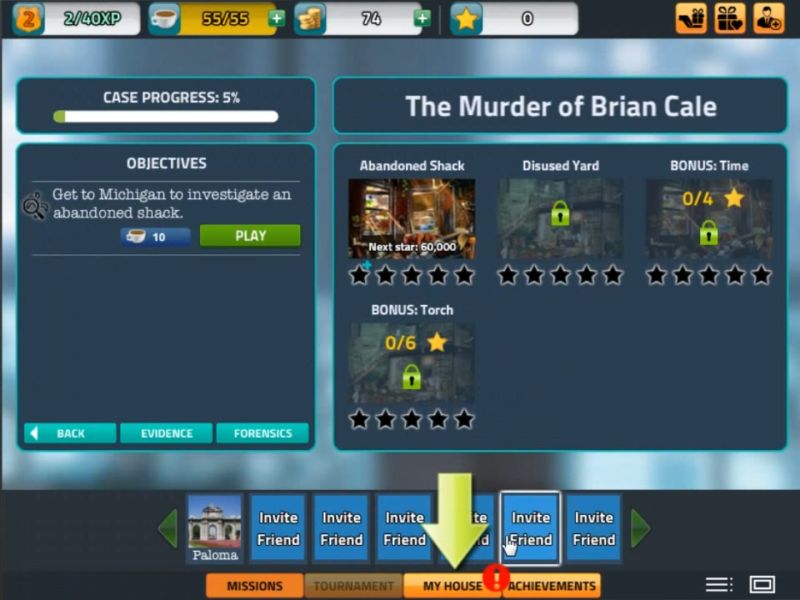 2 2/40XP 55/55 74 0
CASE PROGRESS: 5%
The Murder of Brian Cale
OBJECTIVES
Get to Michigan to investigate an
abandoned shack.
10 PLAY
BACK EVIDENCE FORENSICS
Abandoned Shack Disused Yard BONUS: Time
0/4
Next star: 60,000
BONUS: Torch
0/6
Invite Invite Invite Invite Invite
Friend Friend Friend Friend Friend
Paloma
MISSIONS TOURNAMENT MY HOUSE ! ACHIEVEMENTS